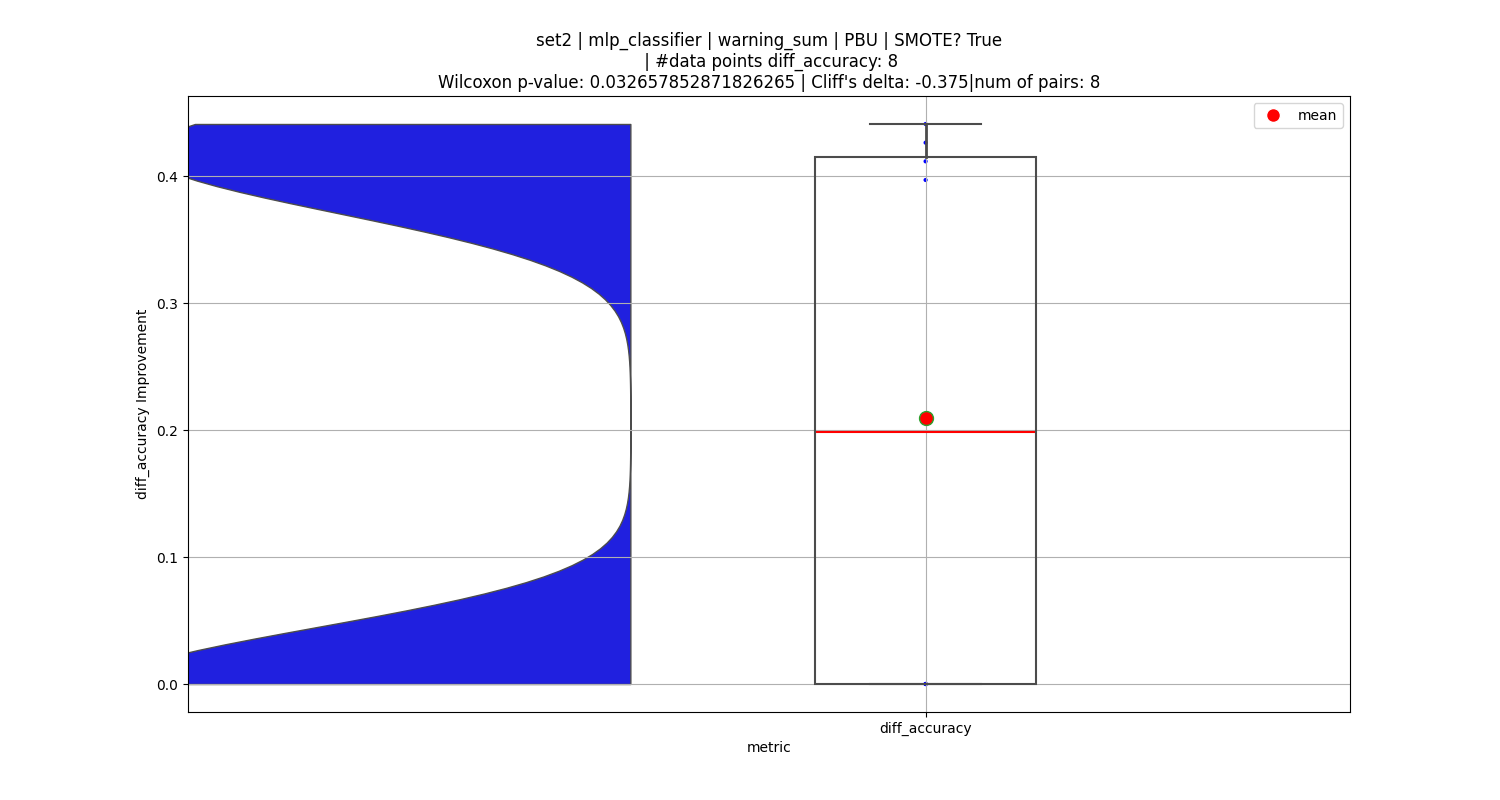 set2 | mlp_classifier | warning_sum | PBU | SMOTE? True
| #data points diff_accuracy: 8
Wilcoxon p-value: 0.032657852871826265 | Cliff's delta: -0.375|num of pairs: 8
mean
0.4
0.3
0.2
0.1
0.0
diff_accuracy Improvement
diff_accuracy
metric